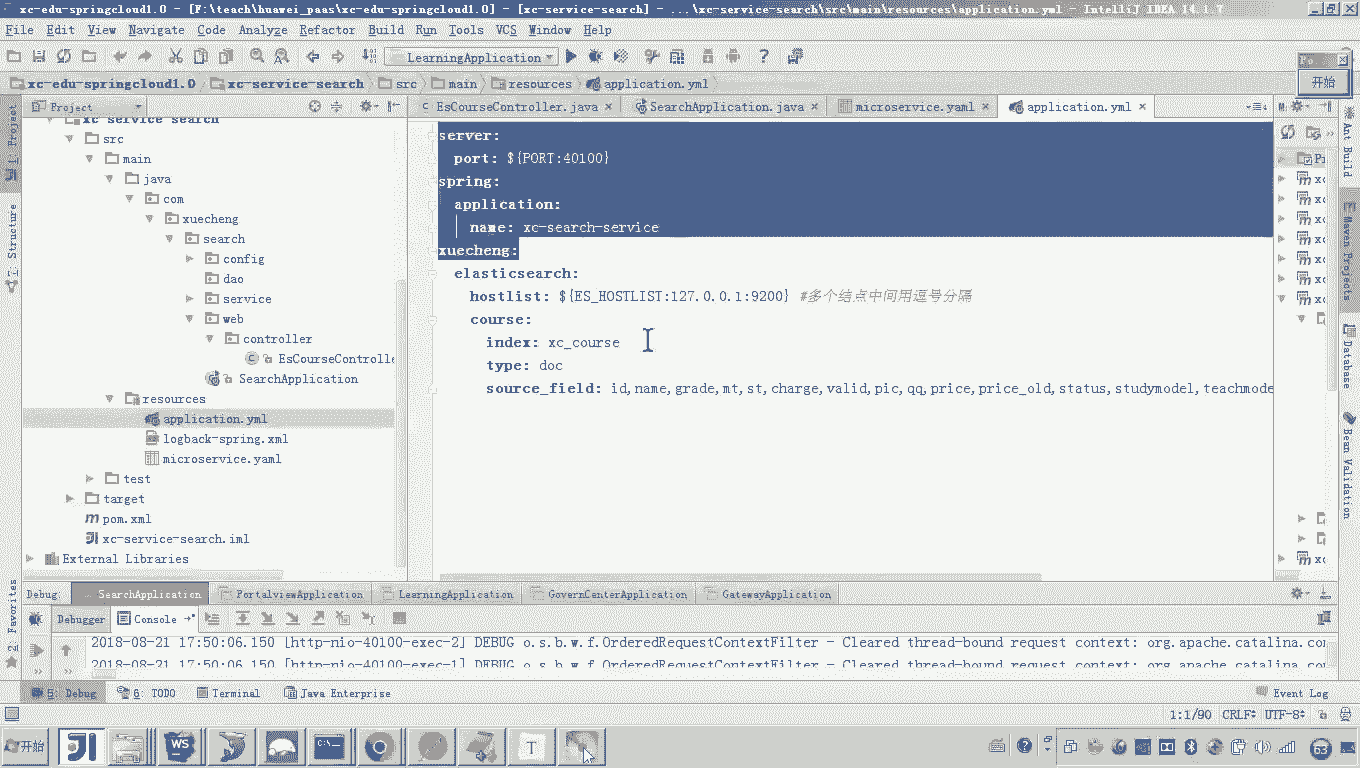 xc-edu-springcloud1.0 - [F:\teach\huawei_paas\xc-edu-springcloud1.0] - [xc-service-search] - ...\xc-service-search\src\main\resources\application.yml - IntelliJ IDEA 14.1.7
File Edit View Navigate Code Analyze Refactor Build Run Tools VCS Window Help
LearningApplication
开始
xc-edu-springcloud1.0 xc-service-search src main resources application.yml
Project
EsCourseController.java
SearchApplication.java
microservice.yaml
application.yml
xc-service-search
src
main
java
com
xuecheng
search
config
dao
service
web
controller
EsCourseControlle
SearchApplication
resources
application.yml
logback-spring.xml
microservice.yaml
test
target
pom.xml
xc-service-search.iml
External Libraries
server:
port: ${PORT:40100}
spring:
application:
name: xc-search-service
xuecheng:
elasticsearch:
hostlist: ${ES_HOSTLIST:127.0.0.1:9200} #多个结点中间用逗号分隔
course:
index: xc_course
type: doc
source_field: id,name,grade,mt,st,charge,valid,pic,qq,price,price_old,status,studymodel,teachmode
1: Project
7: Structure
2: Favorites
Ant Build
Maven Projects
Database
Bean Validation
Debug: SearchApplication PortalviewApplication LearningApplication GovernCenterApplication GatewayApplication
Debugger Console
2018-08-21 17:50:06.150 [http-nio-40100-exec-2] DEBUG o.s.b.w.f.OrderedRequestContextFilter - Cleared thread-bound request context: org.apache.catalina.co
2018-08-21 17:50:06.150 [http-nio-40100-exec-1] DEBUG o.s.b.w.f.OrderedRequestContextFilter - Cleared thread-bound request context: org.apache.catalina.co
5: Debug 6: TODO Terminal Java Enterprise Event Log
1:1/90 CRLF UTF-8
开始
63